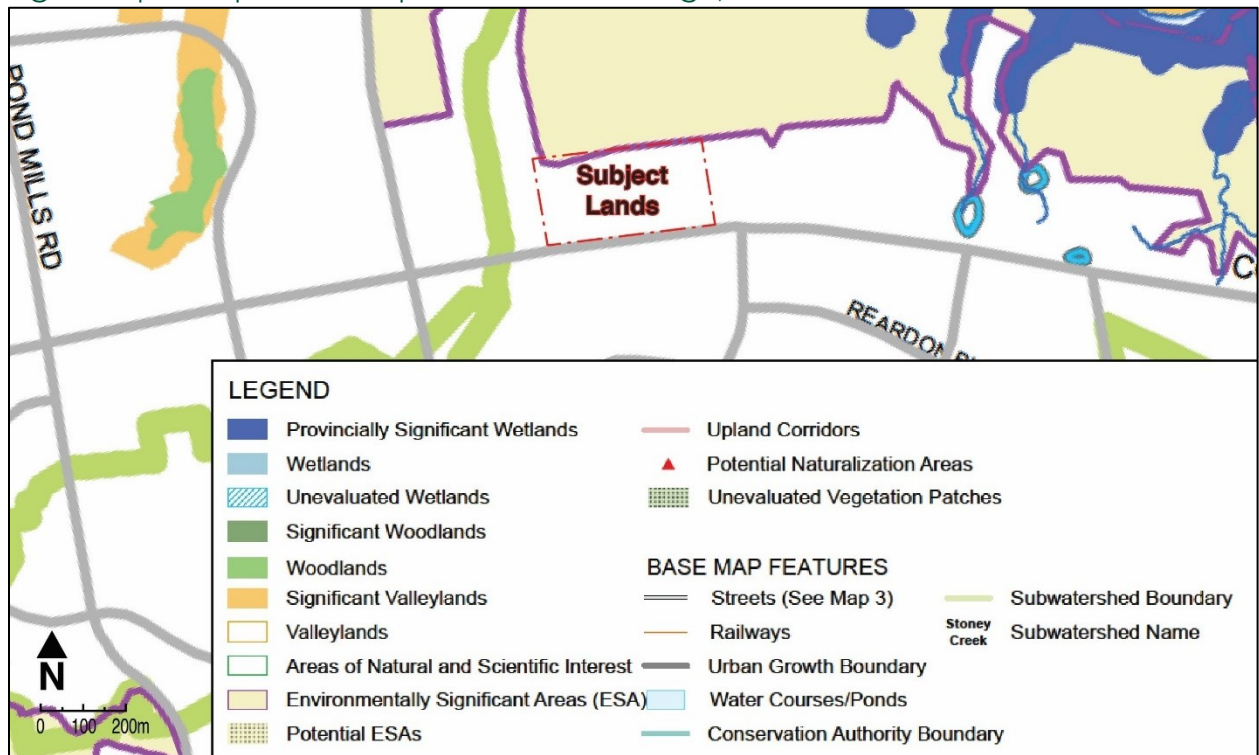 POND MILLS RD
Subject
Lands
C
REARDON
LEGEND
Provincially Significant Wetlands
Wetlands
Unevaluated Wetlands
Significant Woodlands
Woodlands
Significant Valleylands
Valleylands
Areas of Natural and Scientific Interest
Environmentally Significant Areas (ESA)
Potential ESAs
Upland Corridors
Potential Naturalization Areas
Unevaluated Vegetation Patches
BASE MAP FEATURES
Streets (See Map 3)
Railways
Urban Growth Boundary
Water Courses/Ponds
Conservation Authority Boundary
Subwatershed Boundary
Stoney
Creek
Subwatershed Name
N
0 100 200m